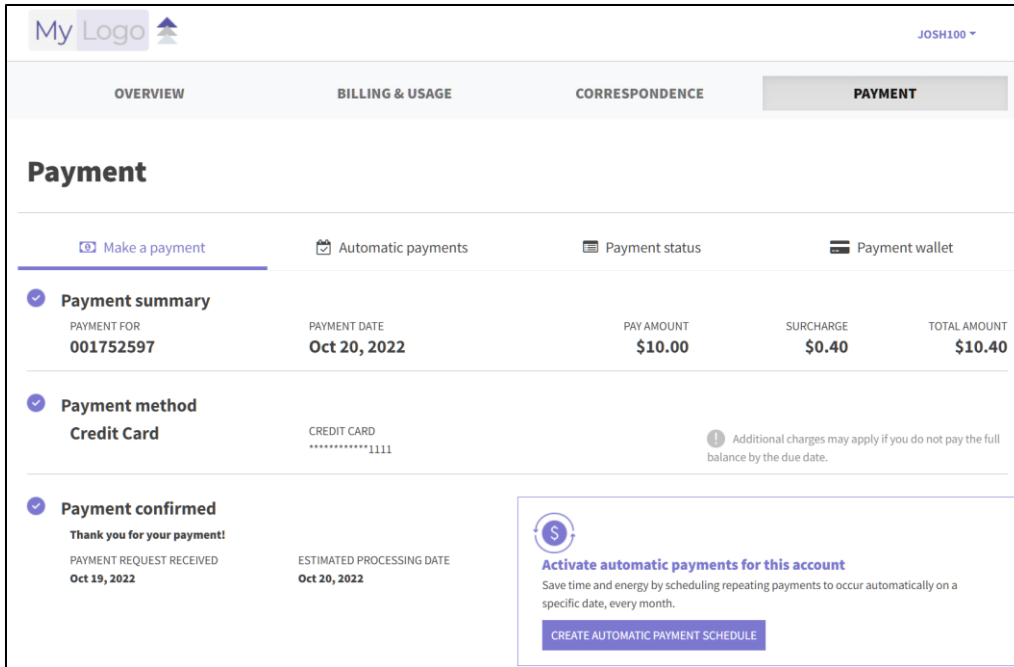 My Logo
JOSH100
OVERVIEW BILLING & USAGE CORRESPONDENCE PAYMENT
Payment
Make a payment Automatic payments Payment status Payment wallet
Payment summary
PAYMENT FOR PAYMENT DATE PAY AMOUNT SURCHARGE TOTAL AMOUNT
001752597 Oct 20, 2022 $10.00 $0.40 $10.40
Payment method
Credit Card
CREDIT CARD
************1111
Additional charges may apply if you do not pay the full
balance by the due date.
Payment confirmed
Thank you for your payment!
PAYMENT REQUEST RECEIVED ESTIMATED PROCESSING DATE
Oct 19, 2022 Oct 20, 2022
Activate automatic payments for this account
Save time and energy by scheduling repeating payments to occur automatically on a
specific date, every month.
CREATE AUTOMATIC PAYMENT SCHEDULE